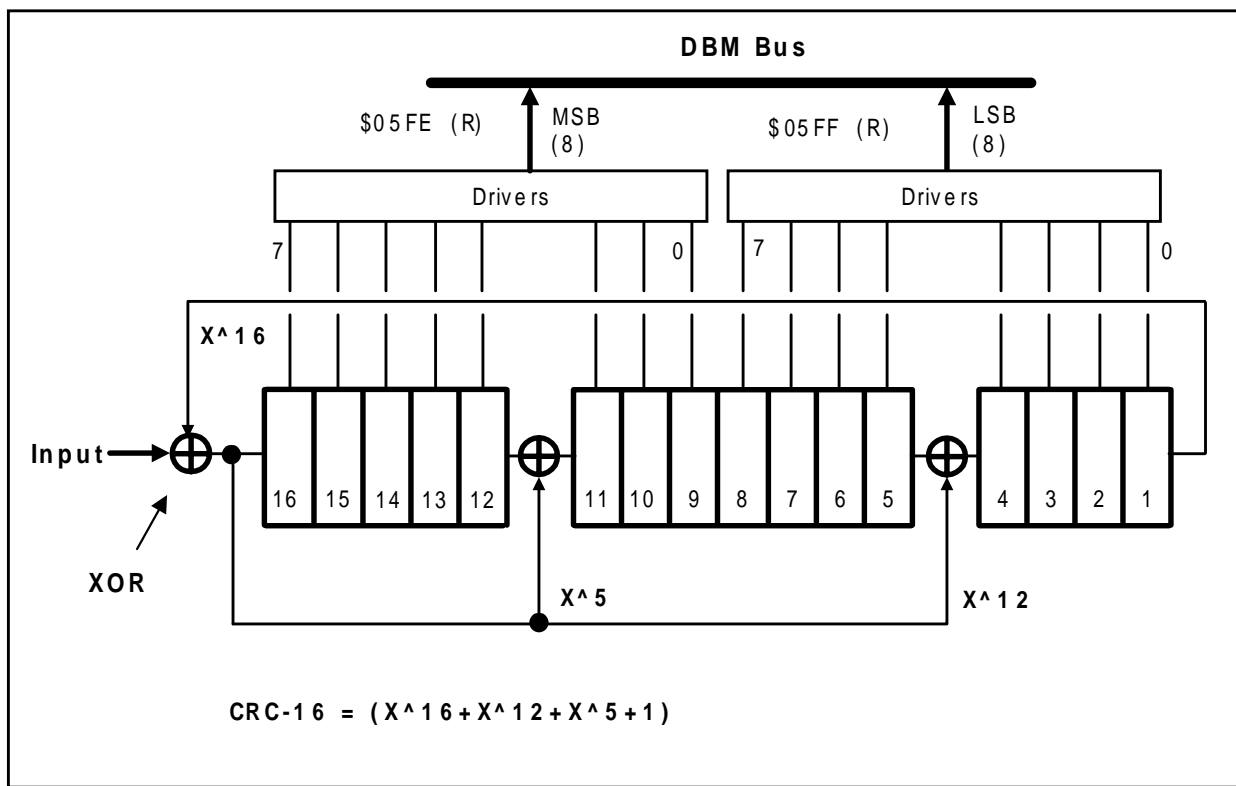 DBM Bus
$05FE (R)
MSB
(8)
$05FF (R)
LSB
(8)
Drivers
Drivers
7
0
7
0
X^16
Input
16 15 14 13 12
11 10 9 8 7 6 5
4 3 2 1
XOR
X^5
X^12
CRC-16 = (X^16+X^12+X^5+1)